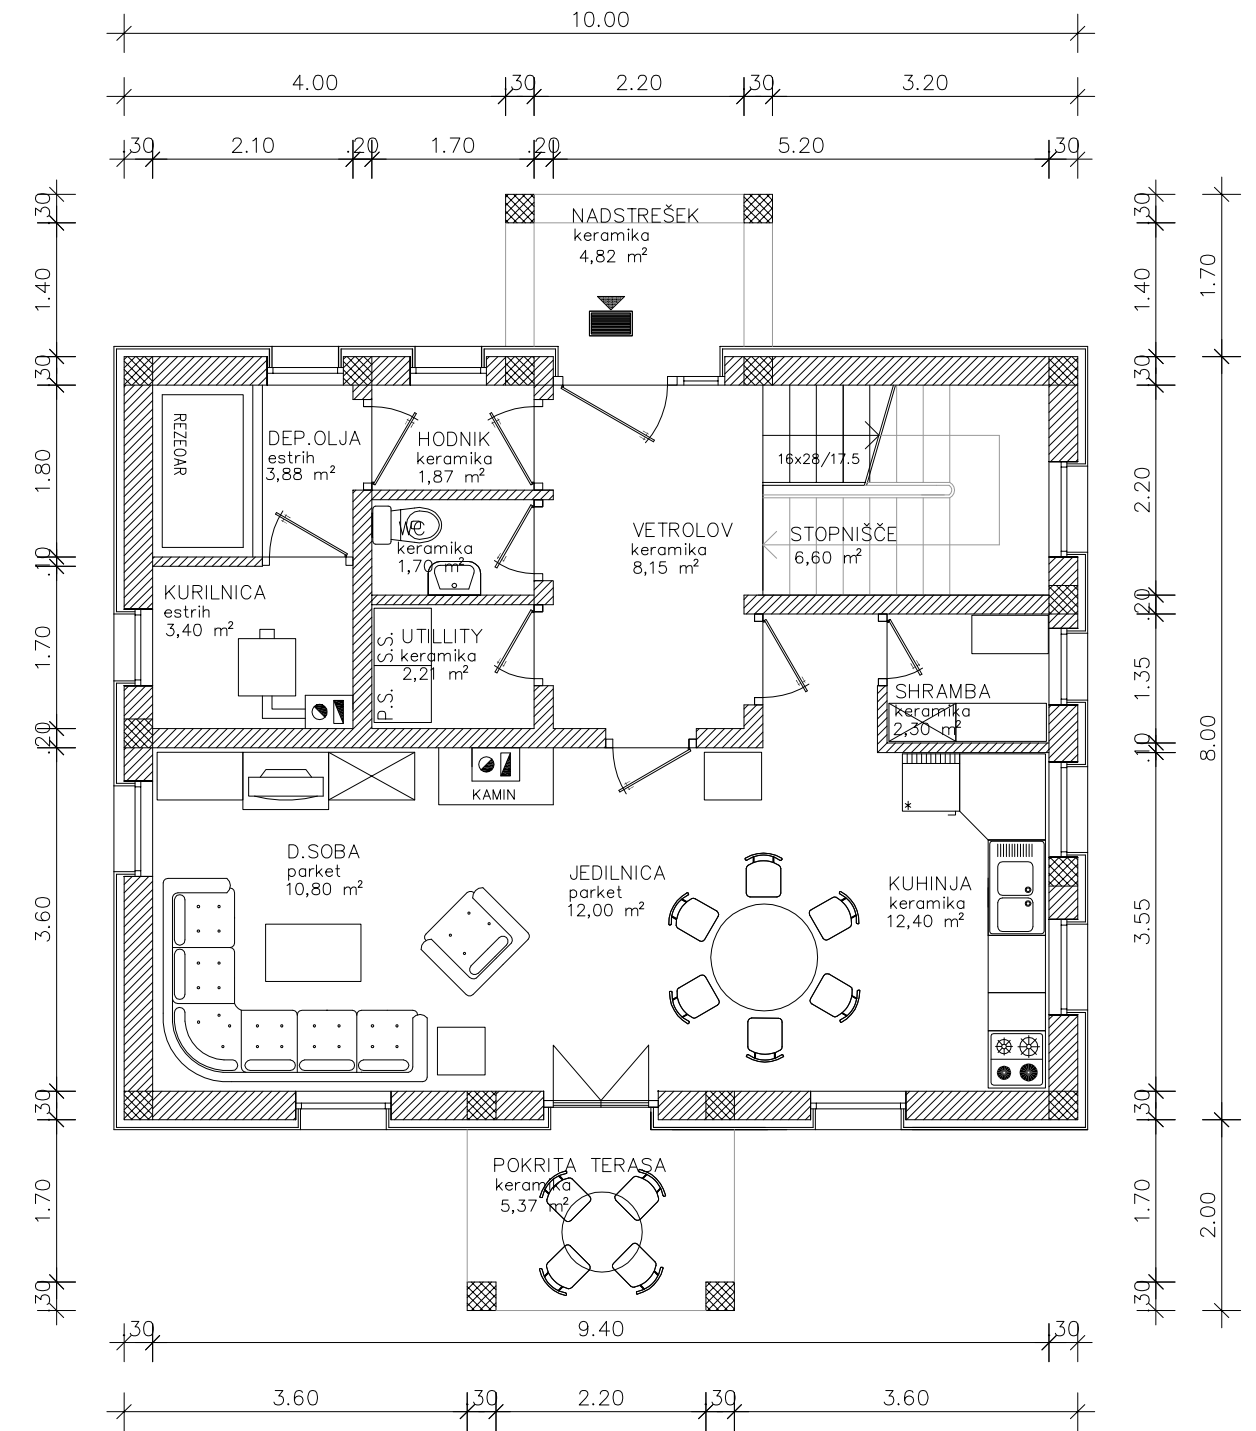 10.00
4.00 .30 2.20 .30 3.20
.30 2.10 .20 1.70 .20 5.20 .30
.30
1.40
.30
1.80
.10
1.70
.20
3.60
.30
1.70
.30
NADSTREŠEK
keramika
4,82 m²
REZEOAR
DEP.OLJA
estrih
3,88 m²
HODNIK
keramika
1,87 m²
16x28/17.5
WC
keramika
1,70 m²
VETROLOV
keramika
8,15 m²
STOPNIŠČE
6,60 m²
KURILNICA
estrih
3,40 m²
S.S.
P.S.
UTILLITY
keramika
2,21 m²
SHRAMBA
keramika
2,30 m²
KAMIN
*
D.SOBA
parket
10,80 m²
JEDILNICA
parket
12,00 m²
KUHINJA
keramika
12,40 m²
POKRITA TERASA
keramika
5,37 m²
.30
1.40
.30
2.20
.20
1.35
.10
3.55
.30
1.70
.30
1.70
8.00
2.00
.30 9.40 .30
3.60 .30 2.20 .30 3.60